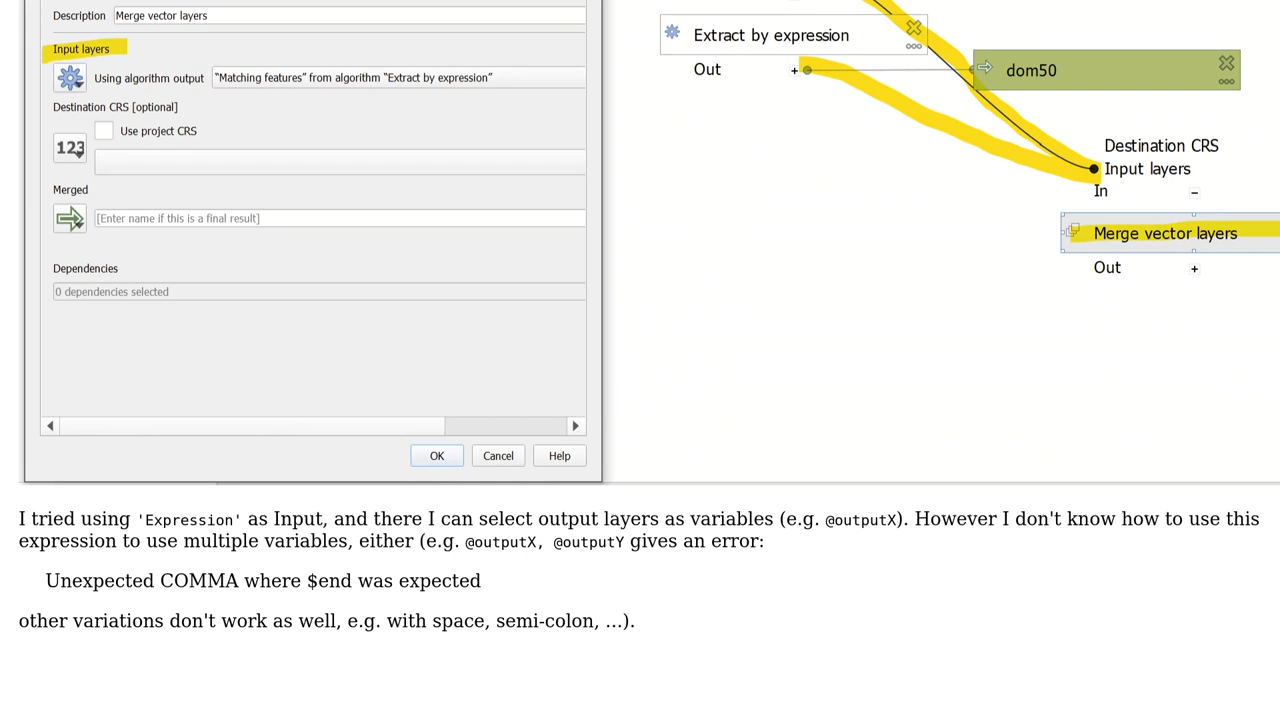 Description Merge vector layers
Input layers
Using algorithm output "Matching features" from algorithm "Extract by expression"
Destination CRS [optional]
123 Use project CRS
Merged
[Enter name if this is a final result]
Dependencies
0 dependencies selected
OK Cancel Help
Extract by expression
Out +
dom50
Destination CRS
Input layers
In −
Merge vector layers
Out +
I tried using 'Expression' as Input, and there I can select output layers as variables (e.g. @outputX). However I don't know how to use this
expression to use multiple variables, either (e.g. @outputX, @outputY gives an error:
Unexpected COMMA where $end was expected
other variations don't work as well, e.g. with space, semi-colon, ...).